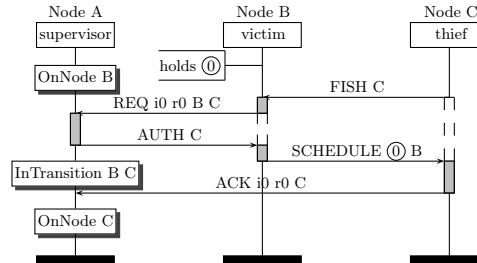 Node A Node B Node C
supervisor victim thief
holds 0
OnNode B
FISH C
REQ i0 r0 B C
AUTH C
SCHEDULE 0 B
InTransition B C
ACK i0 r0 C
OnNode C